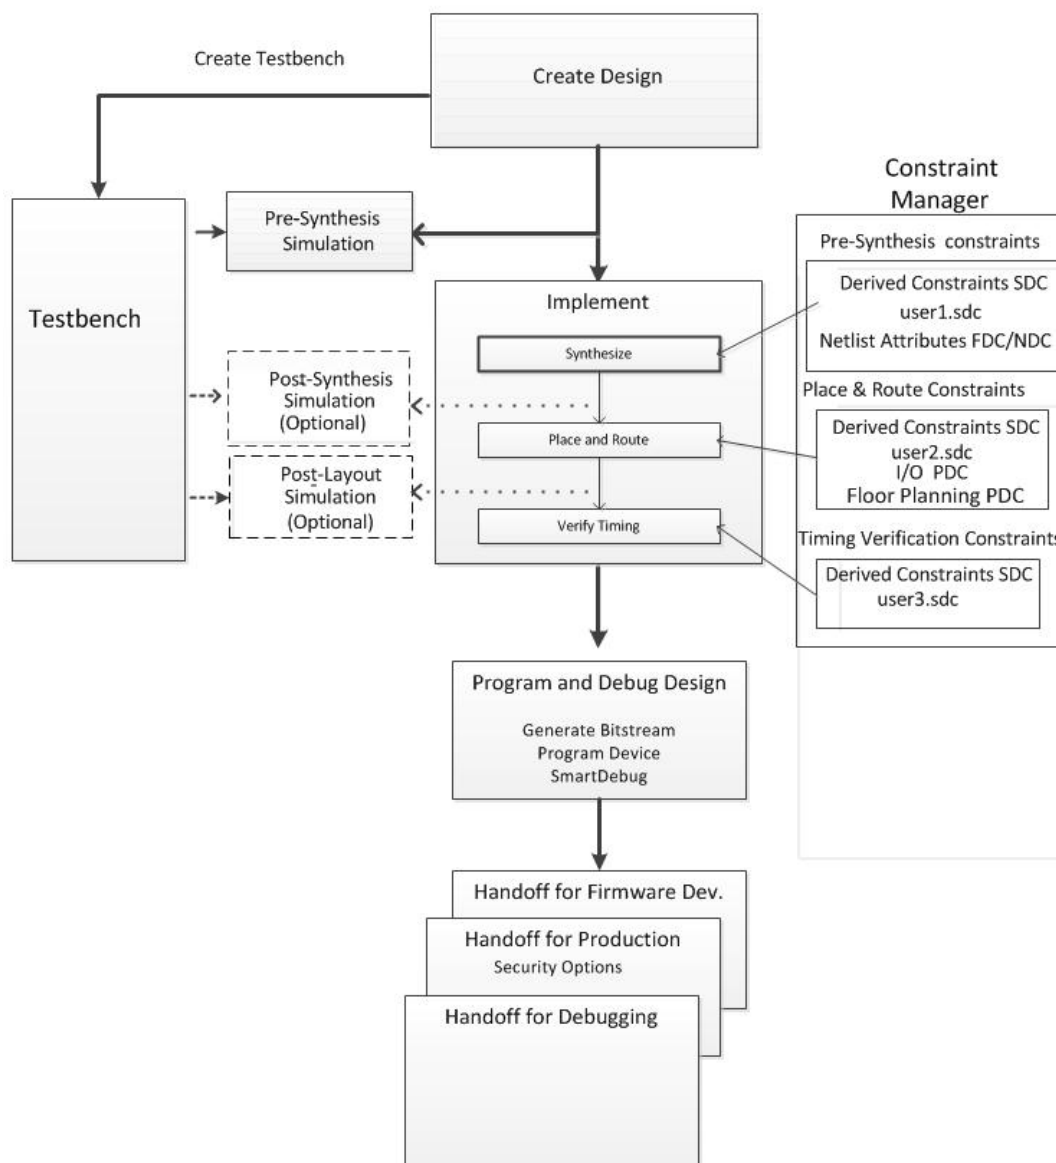 Create Testbench
Create Design
Constraint
Manager
Pre-Synthesis
Simulation
Pre-Synthesis constraints
Derived Constraints SDC
user1.sdc
Netlist Attributes FDC/NDC
Testbench
Implement
Synthesize
Post-Synthesis
Simulation
(Optional)
Place & Route Constraints
Derived Constraints SDC
user2.sdc
I/O PDC
Floor Planning PDC
Place and Route
Post-Layout
Simulation
(Optional)
Verify Timing
Timing Verification Constraints
Derived Constraints SDC
user3.sdc
Program and Debug Design
Generate Bitstream
Program Device
SmartDebug
Handoff for Firmware Dev.
Handoff for Production
Security Options
Handoff for Debugging